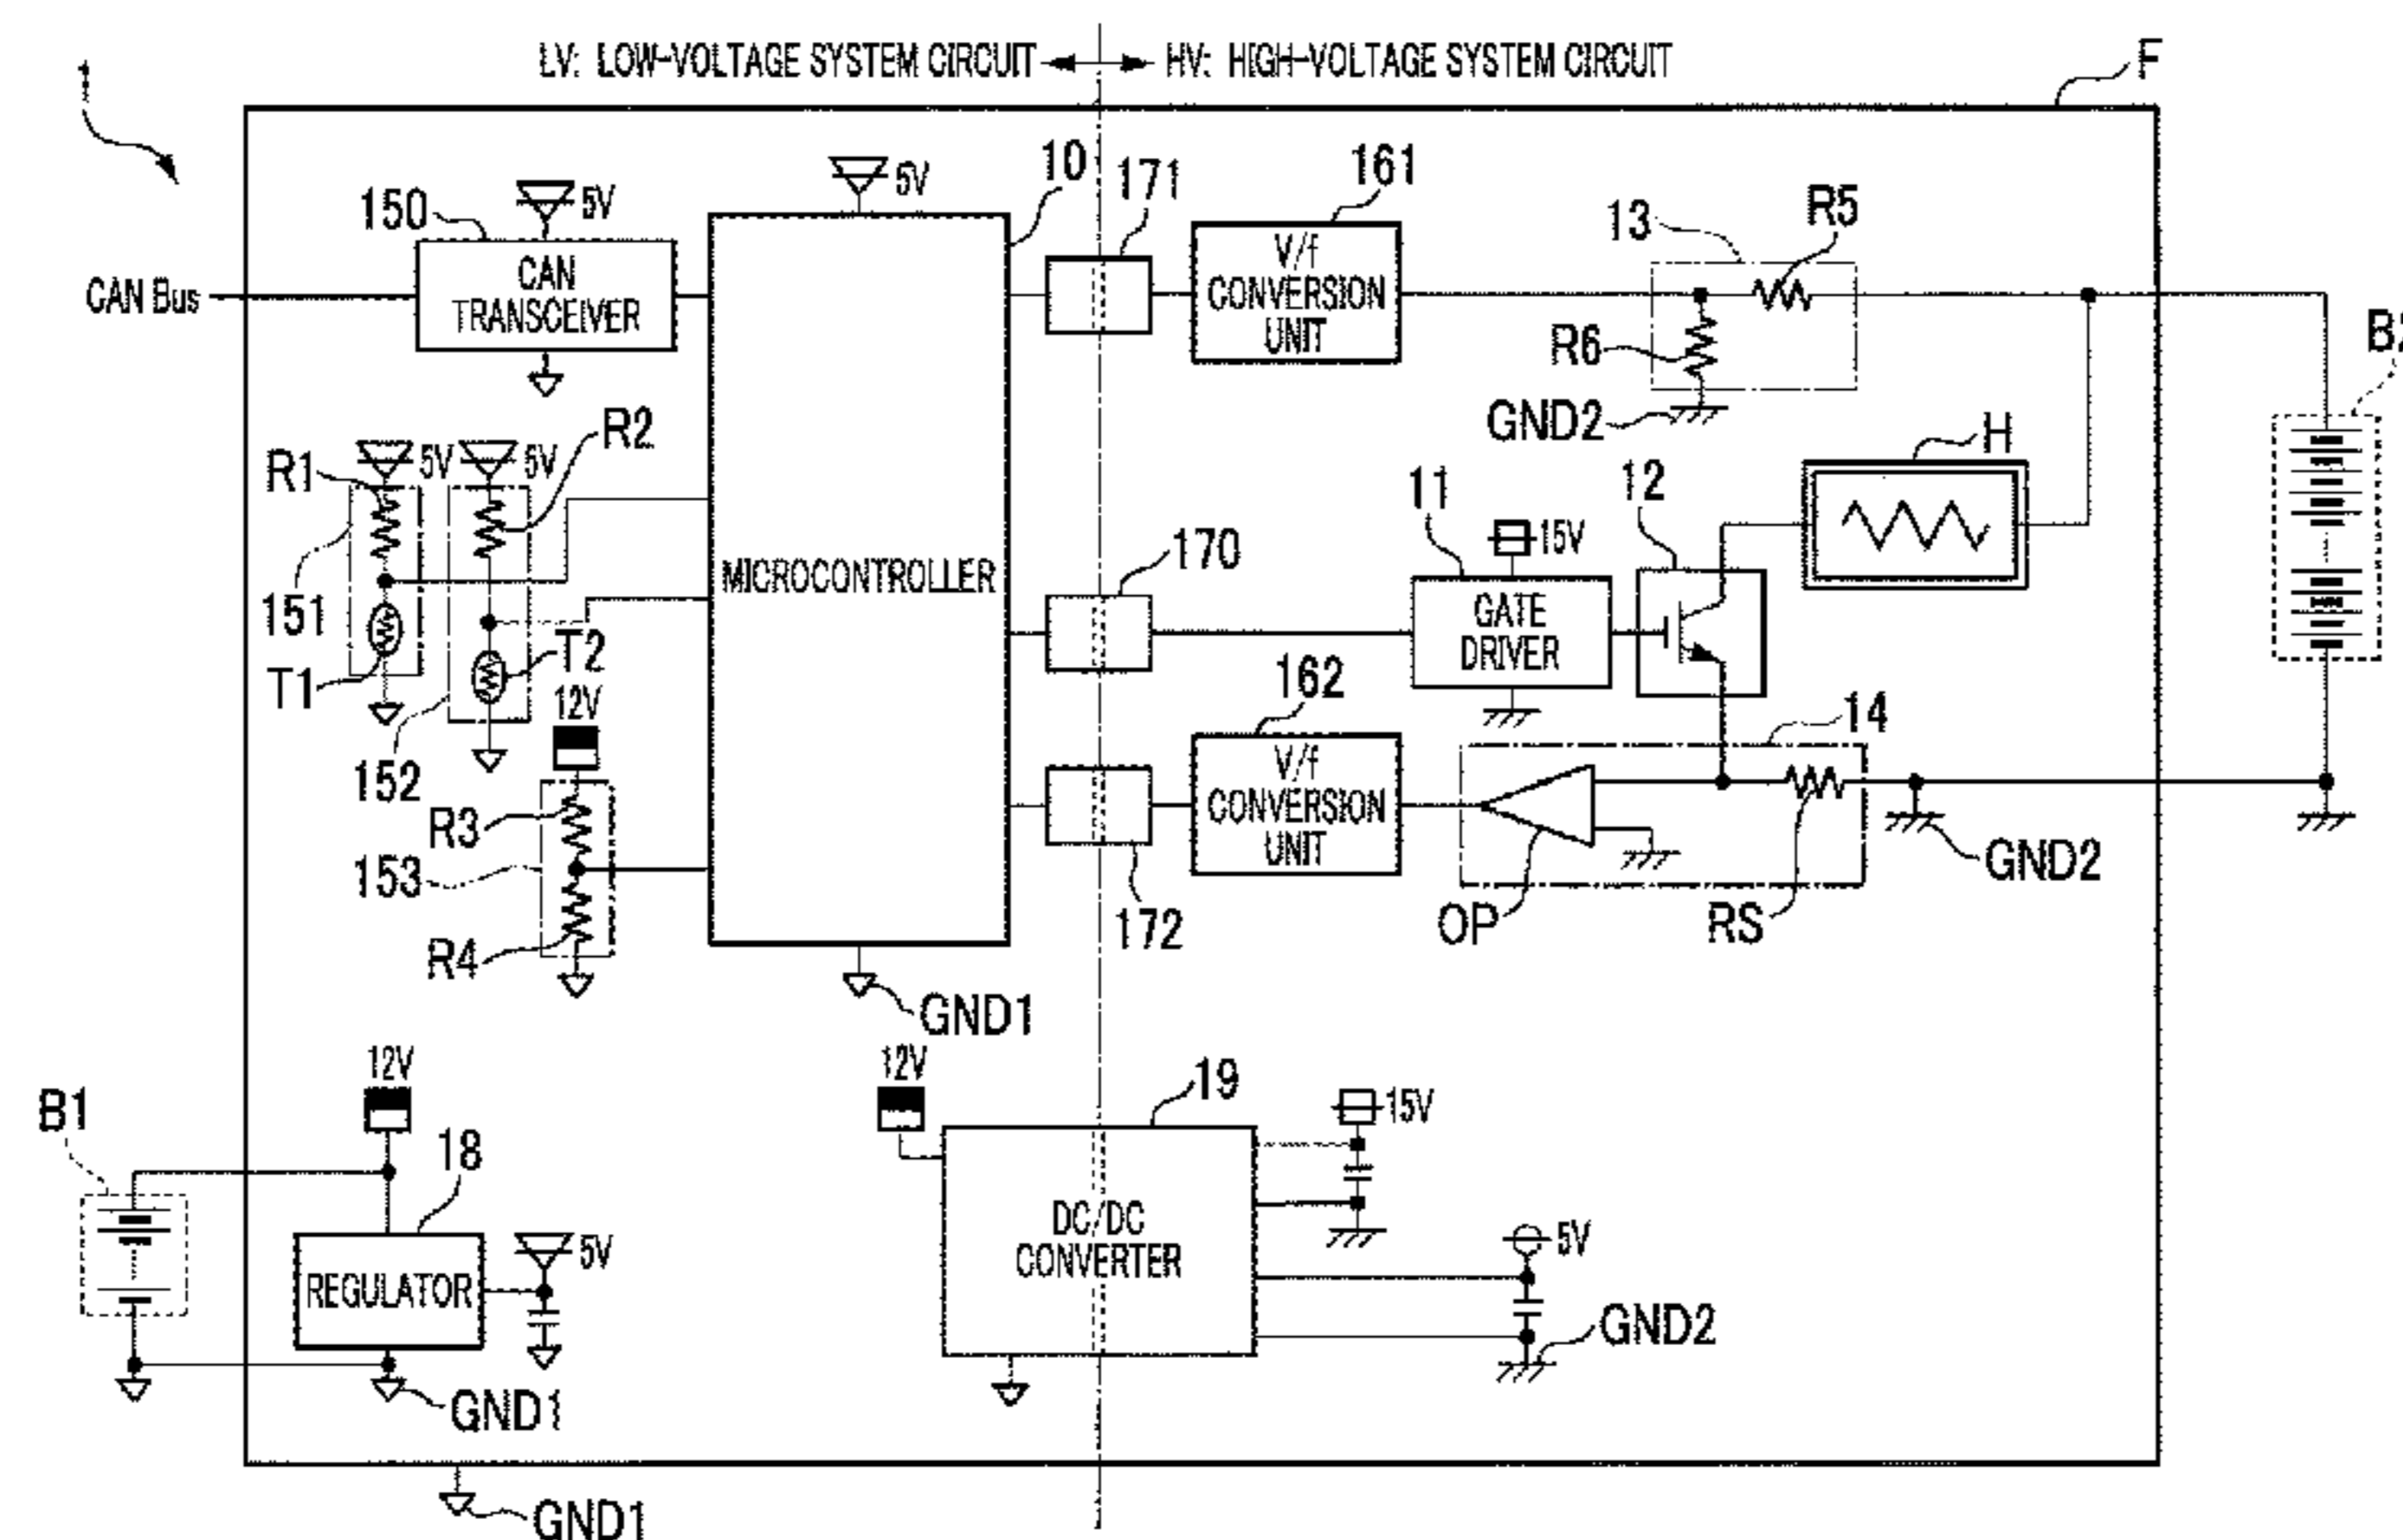 LV: LOW-VOLTAGE SYSTEM CIRCUIT
HV: HIGH-VOLTAGE SYSTEM CIRCUIT
F
1
10
171
161
5V
150
5V
R5
13
CAN Bus
CAN
TRANSCEIVER
V/f
CONVERSION
UNIT
R6
GND2
R2
R1
5V
5V
H
12
11
B2
MICROCONTROLLER
170
15V
151
GATE
DRIVER
T1
T2
12V
162
14
152
R3
V/f
CONVERSION
UNIT
153
GND2
R4
172
OP
RS
GND1
12V
12V
19
15V
B1
18
5V
DC/DC
CONVERTER
5V
REGULATOR
GND2
GND1
GND1